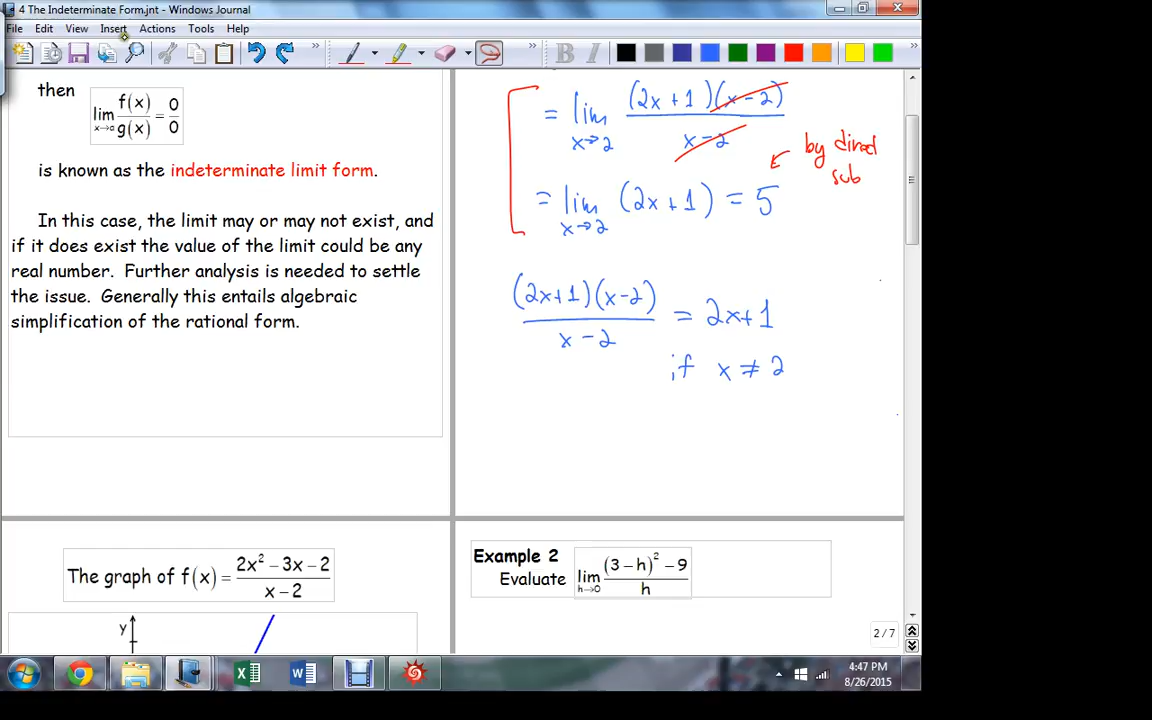 4 The Indeterminate Form.jnt - Windows Journal
File Edit View Insert Actions Tools Help
then
lim x→a f(x)/g(x) = 0/0
is known as the indeterminate limit form.
In this case, the limit may or may not exist, and
if it does exist the value of the limit could be any
real number. Further analysis is needed to settle
the issue. Generally this entails algebraic
simplification of the rational form.
= lim x→2 (2x+1)(x-2)/x-2
by direct
sub
= lim x→2 (2x+1) = 5
(2x+1)(x-2)/x-2 = 2x+1
if x ≠ 2
The graph of f(x) = 2x² - 3x - 2/x - 2
y
Example 2
Evaluate lim h→0 (3-h)² - 9/h
2 / 7
4:47 PM
8/26/2015